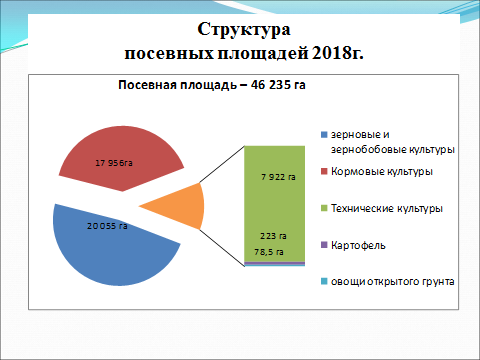 Структура
посевных площадей 2018г.
Посевная площадь – 46 235 га
17 956га
20 055 га
7 922 га
223 га
78,5 га
зерновые и
зернобобовые культуры
Кормовые культуры
Технические культуры
Картофель
овощи открытого грунта